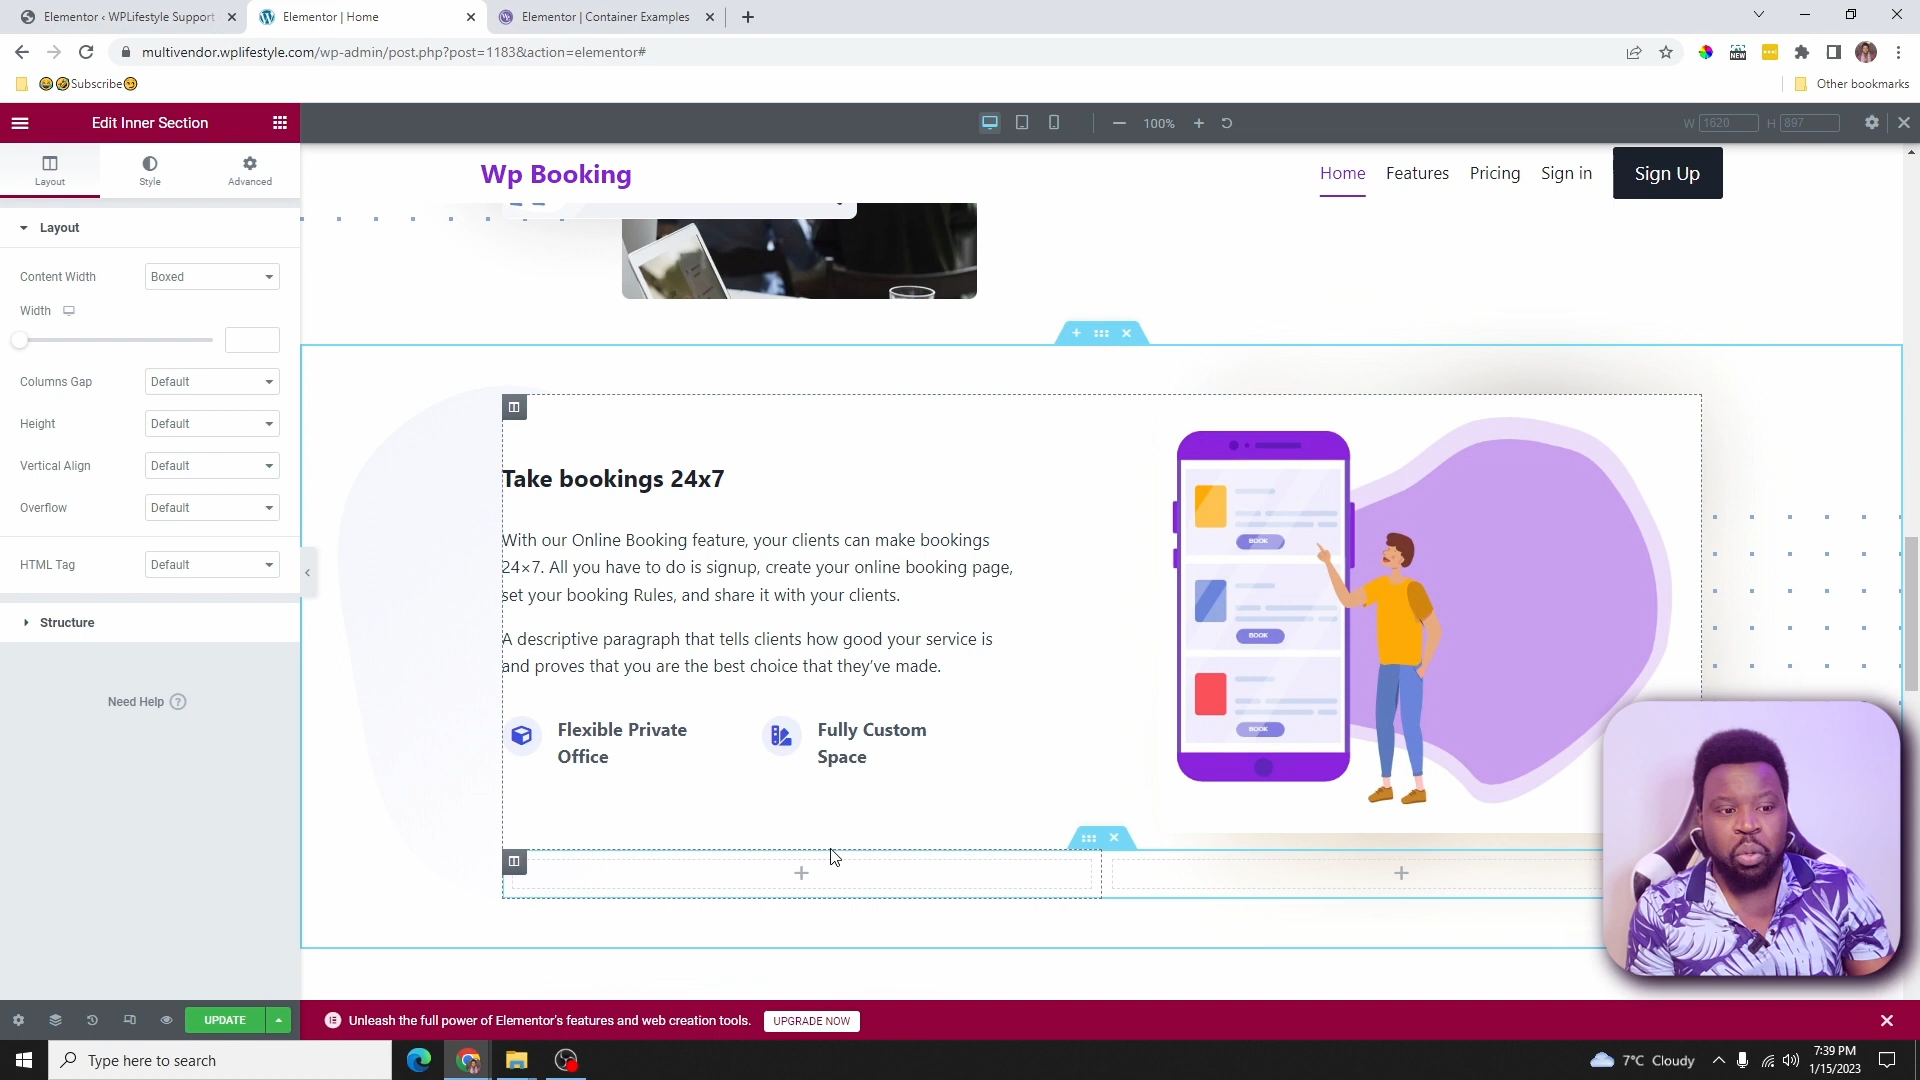 Elementor ‹ WPLifestyle Support
Elementor | Home
Elementor | Container Examples
multivendor.wplifestyle.com/wp-admin/post.php?post=1183&action=elementor#
NEW
😂🤣Subscribe😏
Other bookmarks
Edit Inner Section
100%
W 1620 H 897
Layout
Style
Advanced
Wp Booking
Home
Features
Pricing
Sign in
Sign Up
Layout
Content Width
Boxed
Width
Columns Gap
Default
Height
Default
Vertical Align
Default
Overflow
Default
HTML Tag
Default
Structure
Need Help
Take bookings 24x7
With our Online Booking feature, your clients can make bookings
24×7. All you have to do is signup, create your online booking page,
set your booking Rules, and share it with your clients.
A descriptive paragraph that tells clients how good your service is
and proves that you are the best choice that they've made.
Flexible Private
Office
Fully Custom
Space
BOOK
BOOK
BOOK
UPDATE
Unleash the full power of Elementor's features and web creation tools.
UPGRADE NOW
Type here to search
7°C Cloudy
7:39 PM
1/15/2023